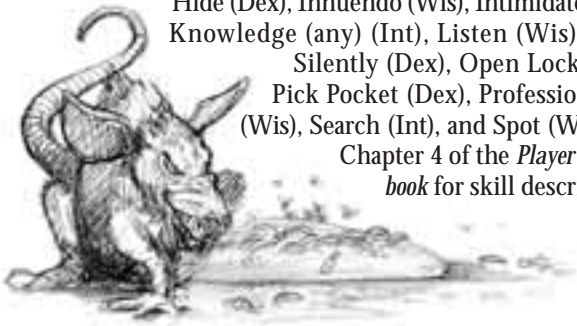 Hide (Dex), Innuendo (Wis), Intimidate
Knowledge (any) (Int), Listen (Wis)
Silently (Dex), Open Lock
Pick Pocket (Dex), Professio
(Wis), Search (Int), and Spot (W
Chapter 4 of the Player
book for skill descr